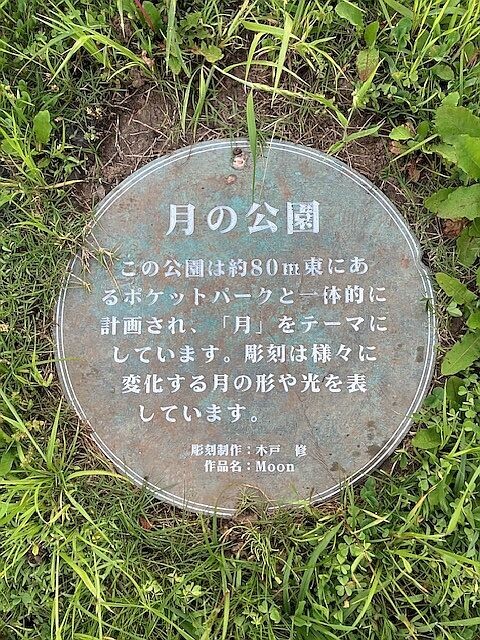 月の公園
この公園は約80m東にあ
るポケットパークと一体的に
計画され、「月」をテーマに
しています。彫刻は様々に
変化する月の形や光を表
しています。
彫刻制作：木戸　修
作品名：Moon